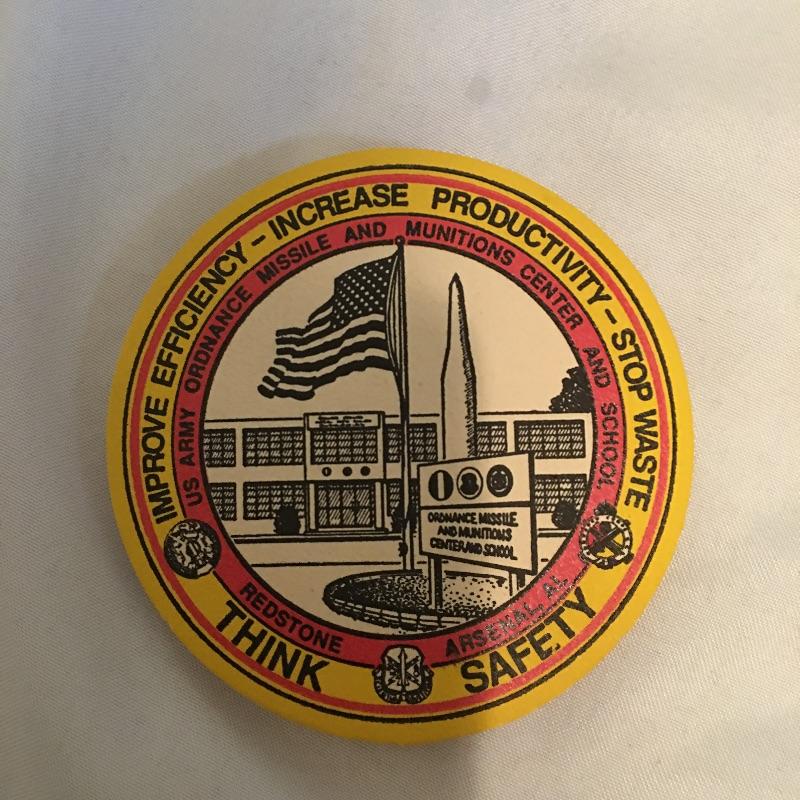 IMPROVE EFFICIENCY - INCREASE PRODUCTIVITY - STOP WASTE
US ARMY ORDNANCE MISSILE AND MUNITIONS CENTER AND SCHOOL
ORDNANCE MISSILE
AND MUNITIONS
CENTER AND SCHOOL
REDSTONE ARSENAL, AL
THINK SAFETY